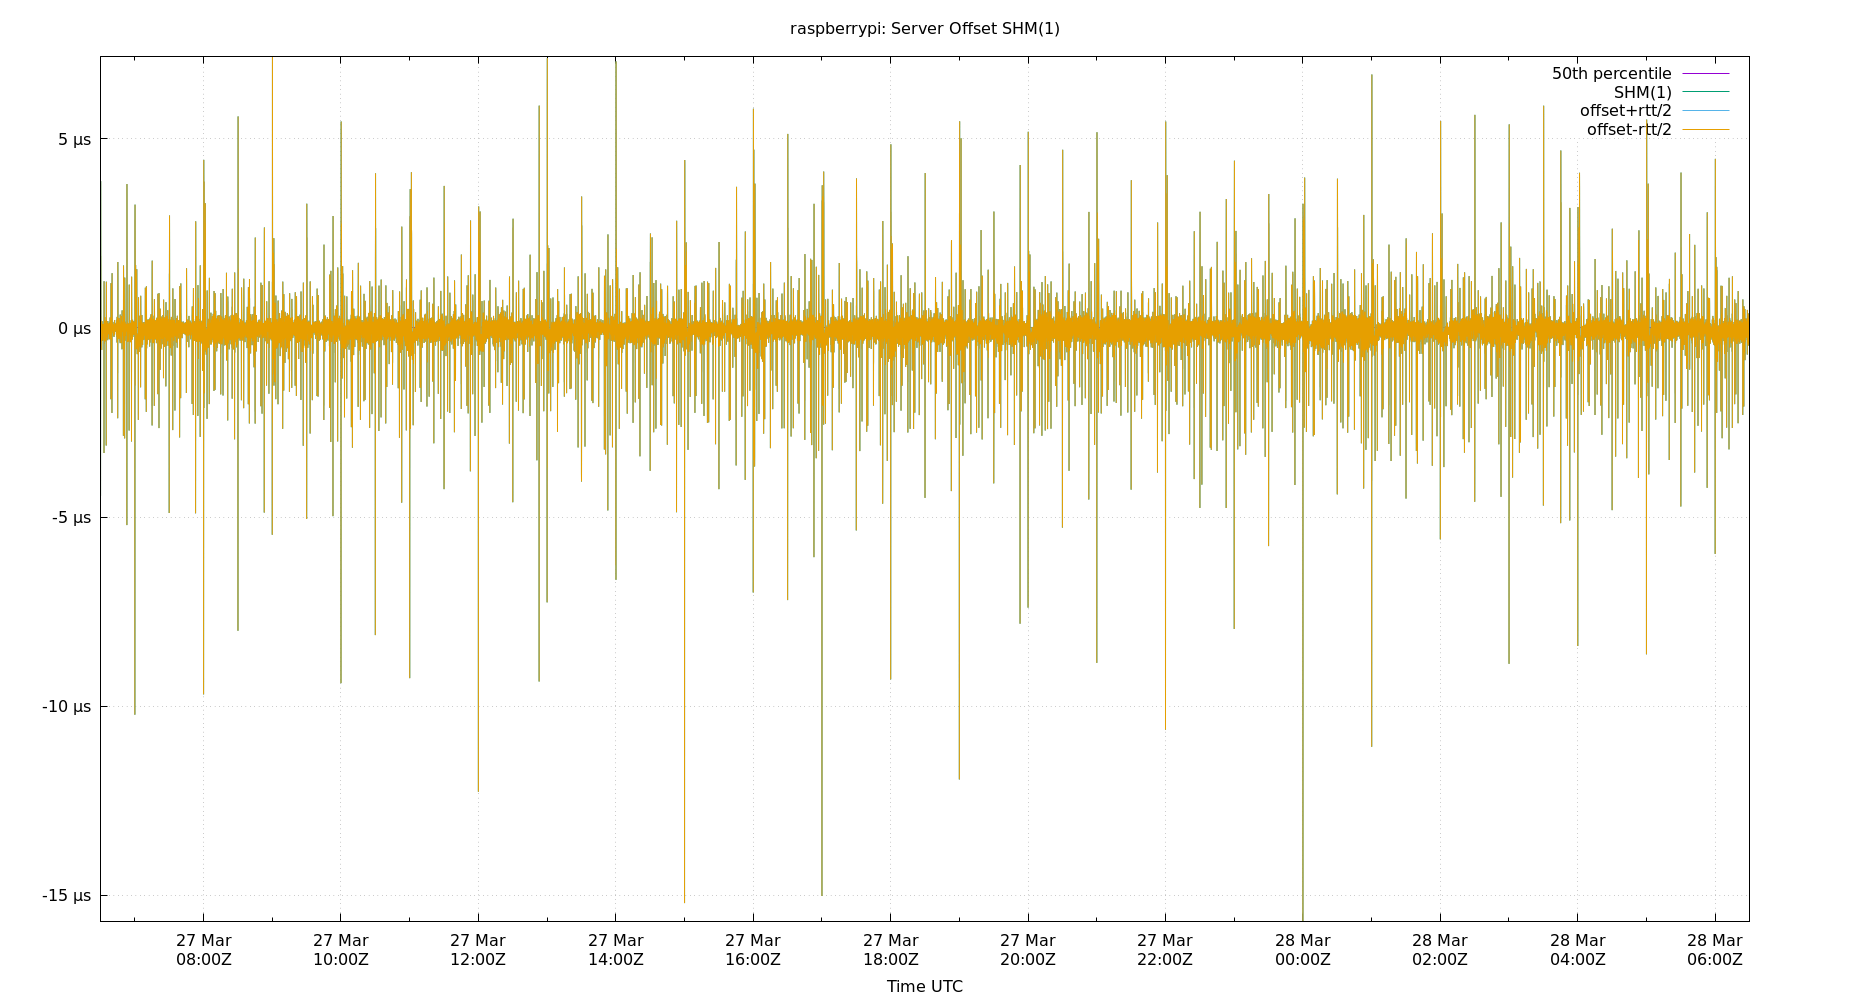 raspberrypi: Server Offset SHM(1)
50th percentile
SHM(1)
offset+rtt/2
offset-rtt/2
5 µs
0 µs
-5 µs
-10 µs
-15 µs
27 Mar 27 Mar 27 Mar 27 Mar 27 Mar 27 Mar 27 Mar 27 Mar 28 Mar 28 Mar 28 Mar 28 Mar
08:00Z 10:00Z 12:00Z 14:00Z 16:00Z 18:00Z 20:00Z 22:00Z 00:00Z 02:00Z 04:00Z 06:00Z
Time UTC